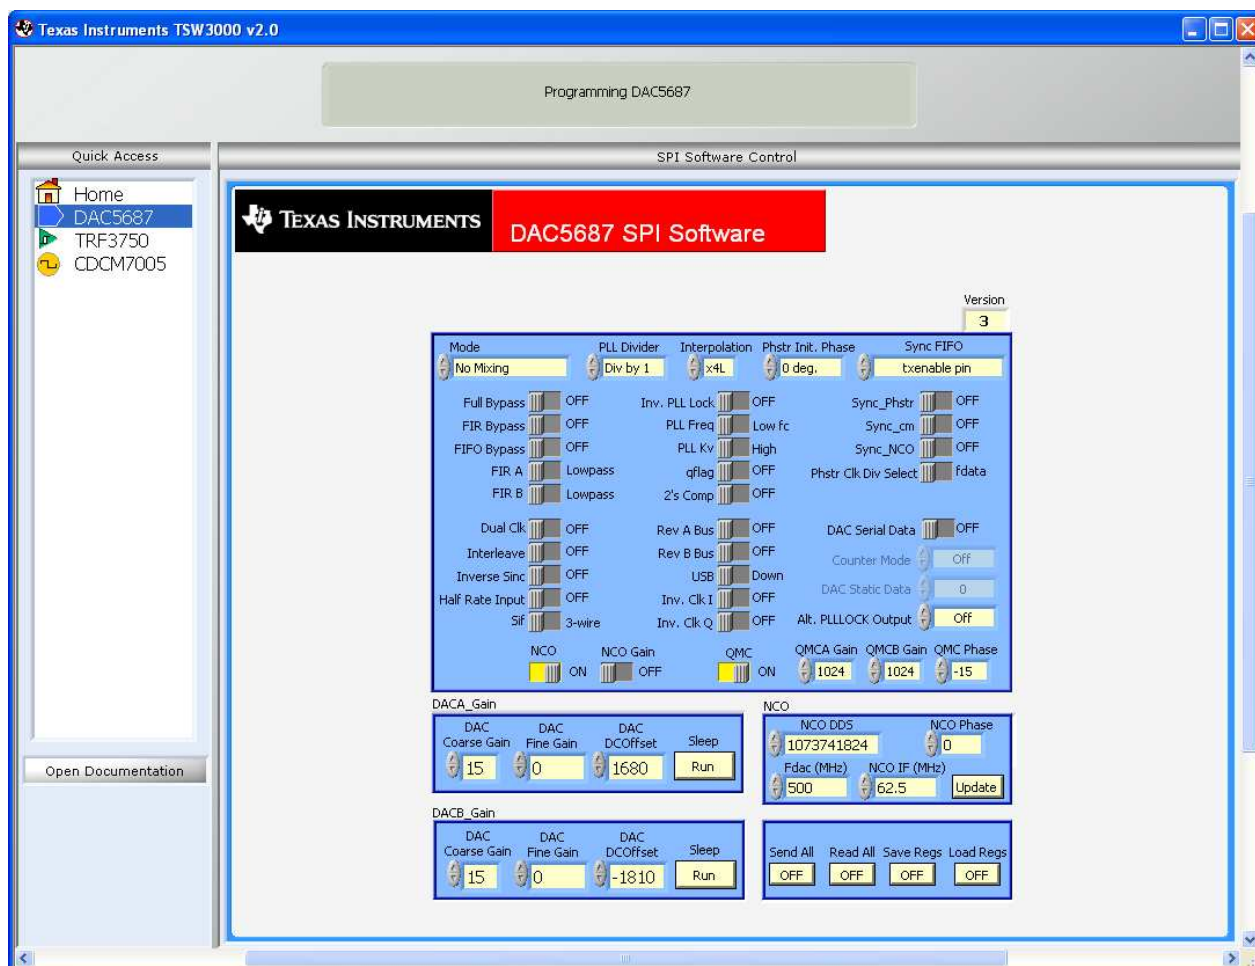 Texas Instruments TSW3000 v2.0
Programming DAC5687
Quick Access
SPI Software Control
Home
DAC5687
TRF3750
CDCM7005
Open Documentation
TEXAS INSTRUMENTS
DAC5687 SPI Software
Version
3
Mode PLL Divider Interpolation Phstr Init. Phase Sync FIFO
No Mixing Div by 1 x4L 0 deg. txenable pin
Full Bypass OFF Inv. PLL Lock OFF Sync_Phstr OFF
FIR Bypass OFF PLL Freq Low fc Sync_cm OFF
FIFO Bypass OFF PLL Kv High Sync_NCO OFF
FIR A Lowpass qflag OFF Phstr Clk Div Select fdata
FIR B Lowpass 2's Comp OFF
Dual Clk OFF Rev A Bus OFF DAC Serial Data OFF
Interleave OFF Rev B Bus OFF Counter Mode Off
Inverse Sinc OFF USB Down DAC Static Data 0
Half Rate Input OFF Inv. Clk I OFF Alt. PLLLOCK Output Off
Sif 3-wire Inv. Clk Q OFF
NCO NCO Gain QMC QMCA Gain QMCB Gain QMC Phase
ON OFF ON 1024 1024 -15
DACA_Gain
DAC Coarse Gain DAC Fine Gain DAC DCOffset Sleep
15 0 1680 Run
NCO
NCO DDS NCO Phase
1073741824 0
Fdac (MHz) NCO IF (MHz)
500 62.5 Update
DACB_Gain
DAC Coarse Gain DAC Fine Gain DAC DCOffset Sleep
15 0 -1810 Run
Send All Read All Save Regs Load Regs
OFF OFF OFF OFF